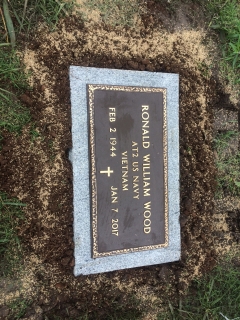 RONALD WILLIAM WOOD
AT2 US NAVY
VIETNAM
FEB 2 1944 JAN 7 2017